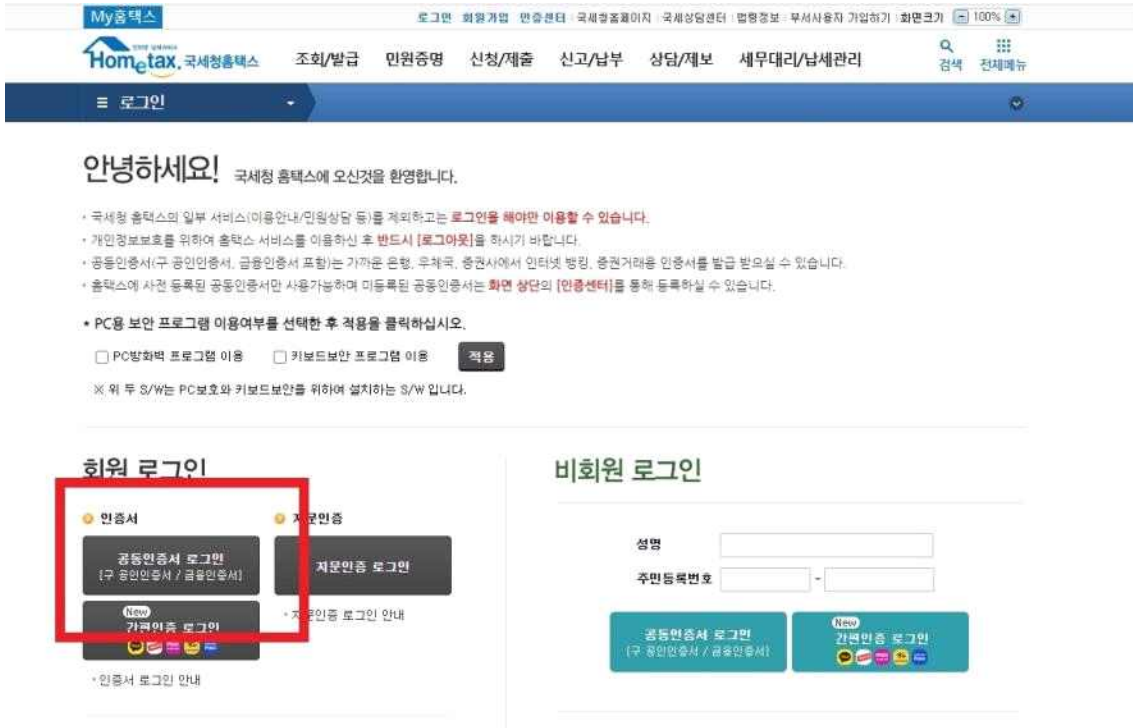 My홈택스
로그인 회원가입 인증센터 국세청홈페이지 국세상담센터 법령정보 부서사용자 가입하기 화면크기 100%
Hometax. 국세청홈택스 조회/발급 민원증명 신청/제출 신고/납부 상담/제보 세무대리/납세관리 검색 전체메뉴
로그인
안녕하세요! 국세청 홈택스에 오신것을 환영합니다.
국세청 홈택스의 일부 서비스(이용안내/민원상담 등)를 제외하고는 로그인을 해야만 이용할 수 있습니다.
개인정보보호를 위하여 홈택스 서비스를 이용하신 후 반드시 [로그아웃]을 하시기 바랍니다.
공동인증서(구 공인인증서, 금융인증서 포함)는 가까운 은행, 우체국, 증권사에서 인터넷 뱅킹, 증권거래용 인증서를 발급 받으실 수 있습니다.
홈택스에 사전 등록된 공동인증서만 사용가능하며 미등록된 공동인증서는 화면 상단의 [인증센터]를 통해 등록하실 수 있습니다.
* PC용 보안 프로그램 이용여부를 선택한 후 적용을 클릭하십시오.
PC방화벽 프로그램 이용 키보드보안 프로그램 이용 적용
※ 위 두 S/W는 PC보호와 키보드보안를 위하여 설치하는 S/W 입니다.
회원 로그인
인증서 지문인증
공동인증서 로그인
[구 공인인증서 / 금융인증서]
지문인증 로그인
New
간편인증 로그인
지문인증 로그인 안내
인증서 로그인 안내
비회원 로그인
성명
주민등록번호 -
공동인증서 로그인
[구 공인인증서 / 금융인증서]
New
간편인증 로그인